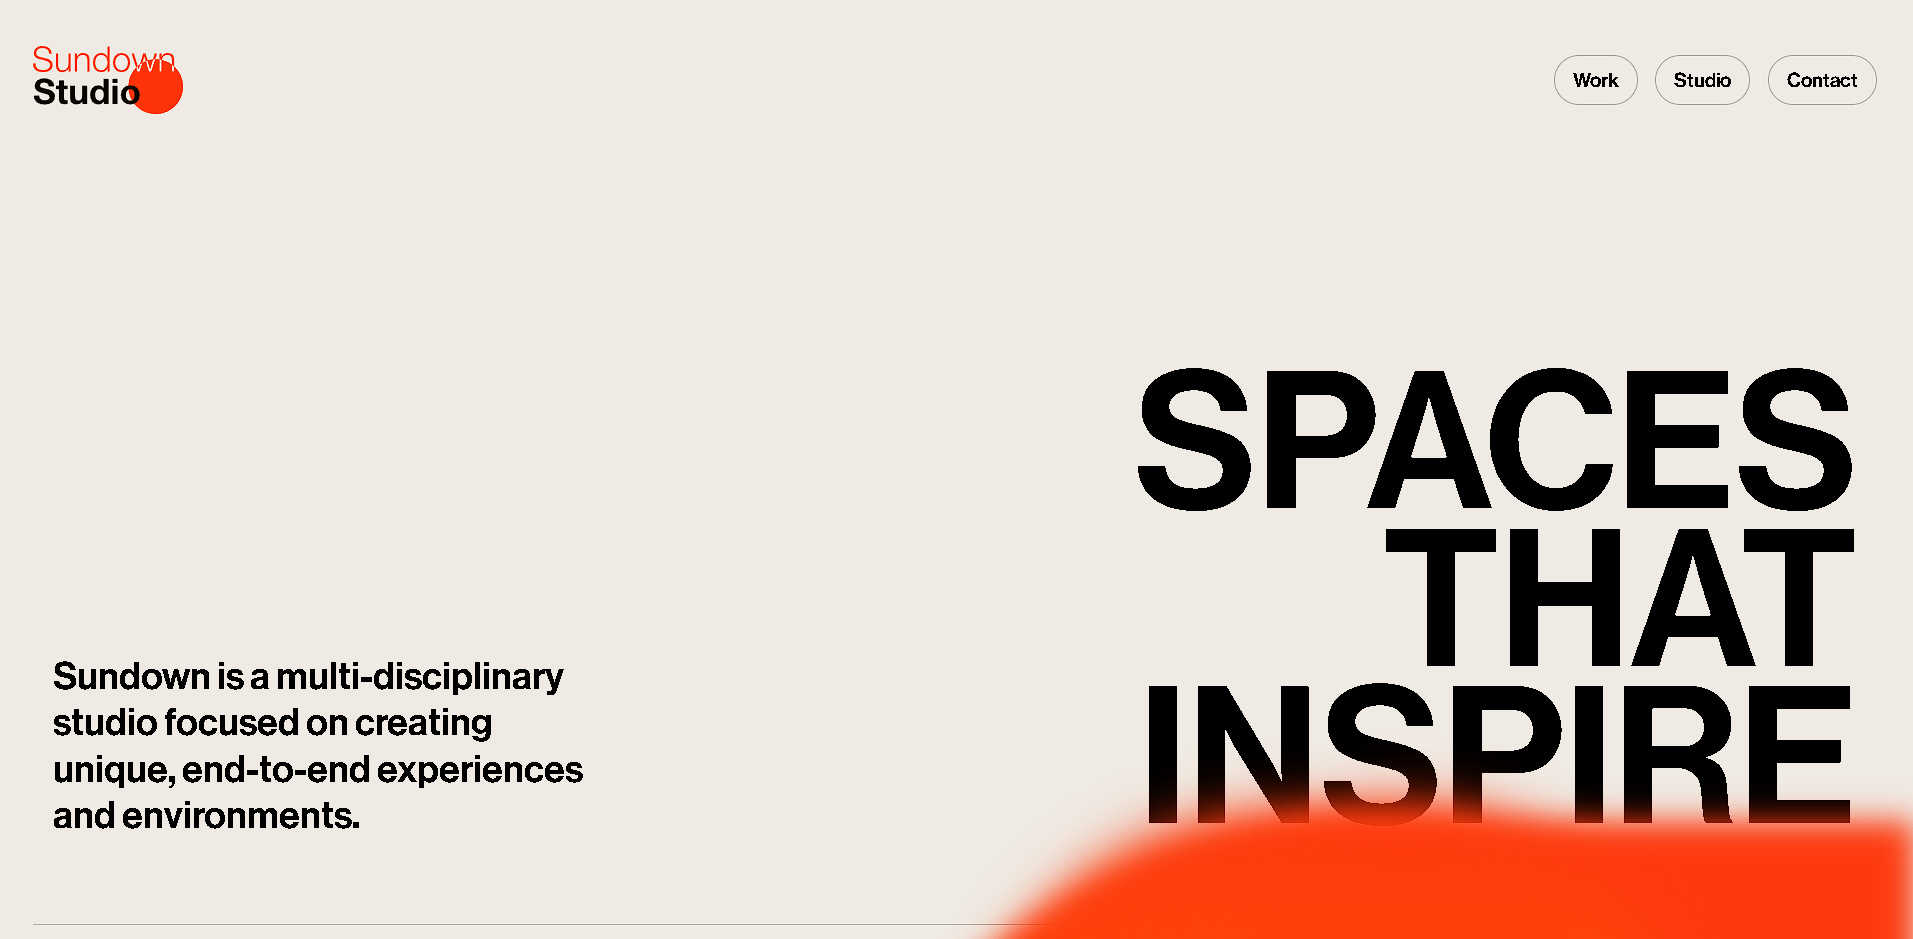 Sundown
Studio
Work
Studio
Contact
SPACES
THAT
INSPIRE
Sundown is a multi-disciplinary
studio focused on creating
unique, end-to-end experiences
and environments.